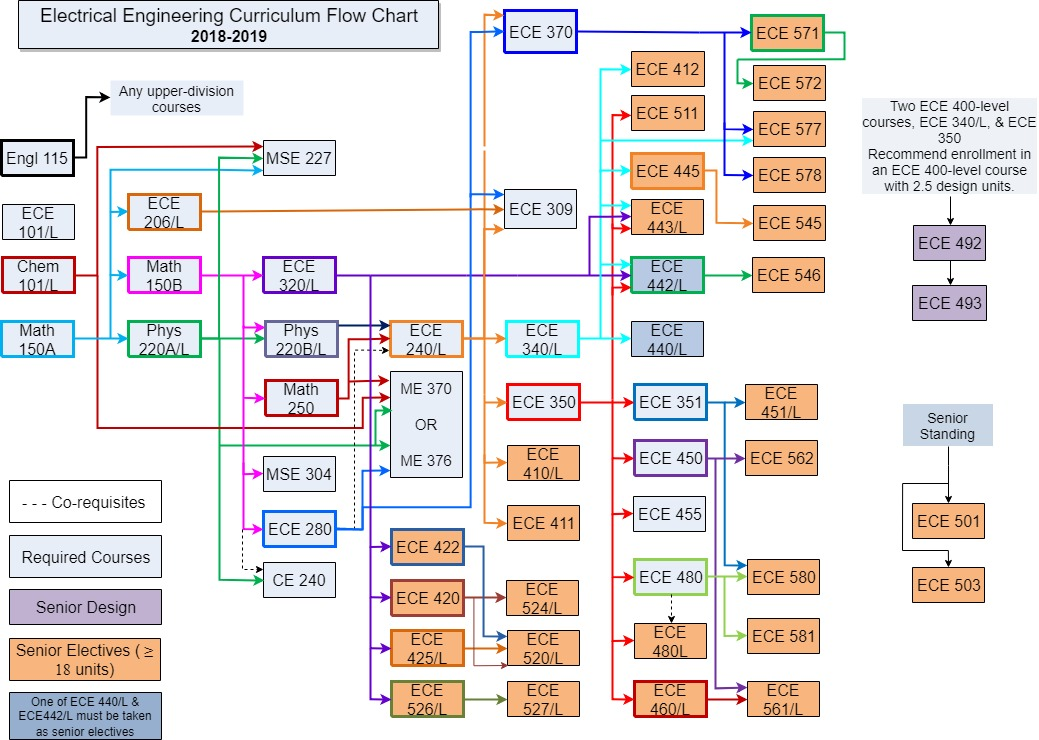 Electrical Engineering Curriculum Flow Chart
2018-2019
Any upper-division
courses
Engl 115
ECE
101/L
Chem
101/L
Math
150A
MSE 227
ECE
206/L
Math
150B
ECE
320/L
Phys
220A/L
Phys
220B/L
Math
250
MSE 304
ECE 280
CE 240
ECE
240/L
ME 370
OR
ME 376
ECE 422
ECE 420
ECE
425/L
ECE
526/L
ECE 370
ECE 309
ECE
340/L
ECE 350
ECE
410/L
ECE 411
ECE
524/L
ECE
520/L
ECE
527/L
ECE 412
ECE 511
ECE 445
ECE
443/L
ECE
442/L
ECE
440/L
ECE 351
ECE 450
ECE 455
ECE 480
ECE
480L
ECE
460/L
ECE 571
ECE 572
ECE 577
ECE 578
ECE 545
ECE 546
ECE
451/L
ECE 562
ECE 580
ECE 581
ECE
561/L
Two ECE 400-level
courses, ECE 340/L, & ECE
350
Recommend enrollment in
an ECE 400-level course
with 2.5 design units.
ECE 492
ECE 493
Senior
Standing
ECE 501
ECE 503
- - - Co-requisites
Required Courses
Senior Design
Senior Electives ( ≥
18 units)
One of ECE 440/L &
ECE442/L must be taken
as senior electives